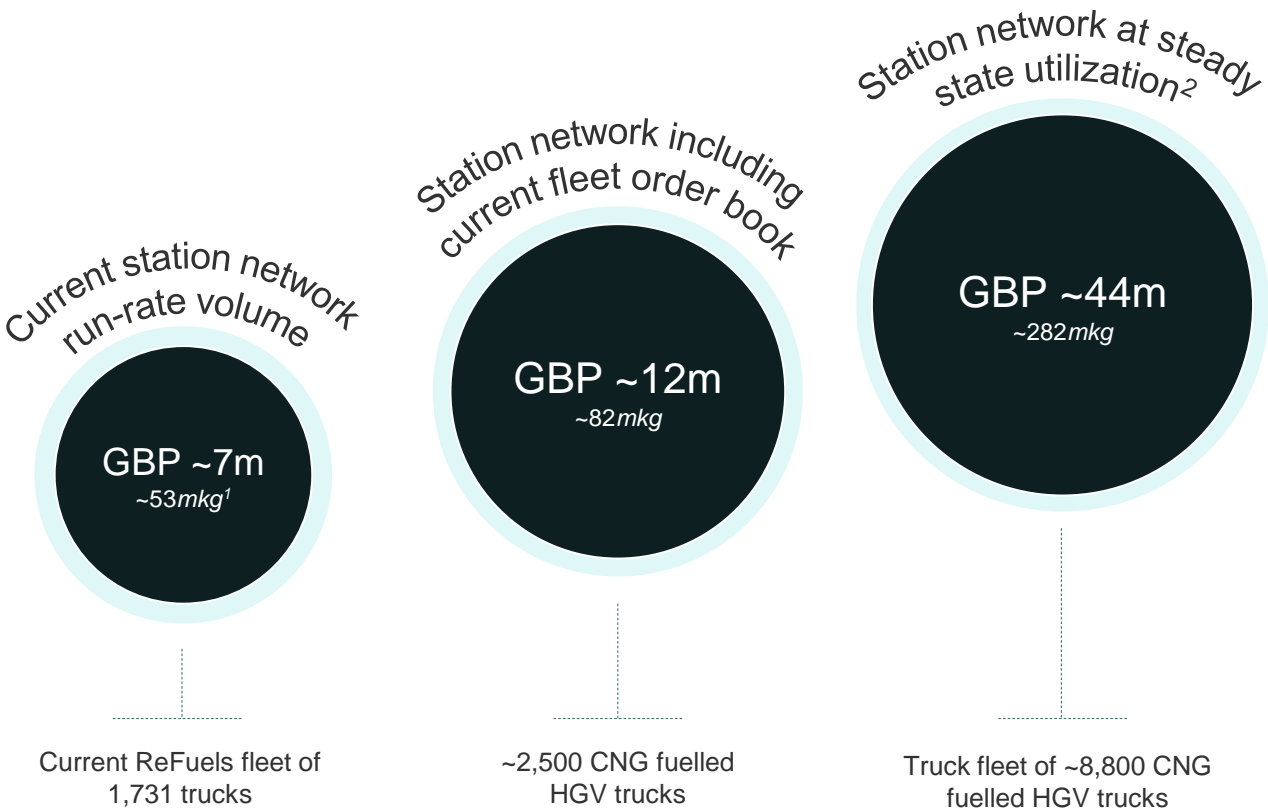 Current station network
run-rate volume
GBP ~7m
~53mkg1
Current ReFuels fleet of
1,731 trucks
Station network including
current fleet order book
GBP ~12m
~82mkg
~2,500 CNG fuelled
HGV trucks
Station network at steady
state utilization2
GBP ~44m
~282mkg
Truck fleet of ~8,800 CNG
fuelled HGV trucks